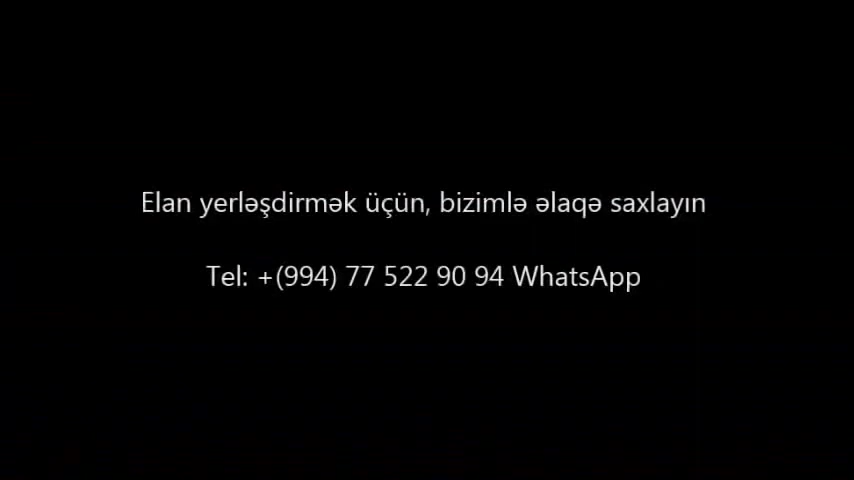 Elan yerləşdirmək üçün, bizimlə əlaqə saxlayın
Tel: +(994) 77 522 90 94 WhatsApp